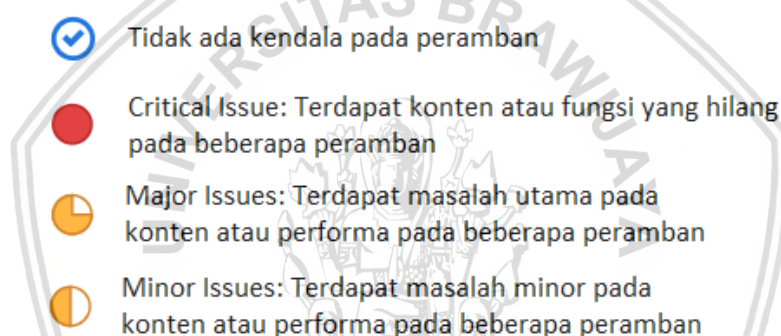 UNIVERSITAS BRAWIJAYA
Tidak ada kendala pada peramban
Critical Issue: Terdapat konten atau fungsi yang hilang
pada beberapa peramban
Major Issues: Terdapat masalah utama pada
konten atau performa pada beberapa peramban
Minor Issues: Terdapat masalah minor pada
konten atau performa pada beberapa peramban